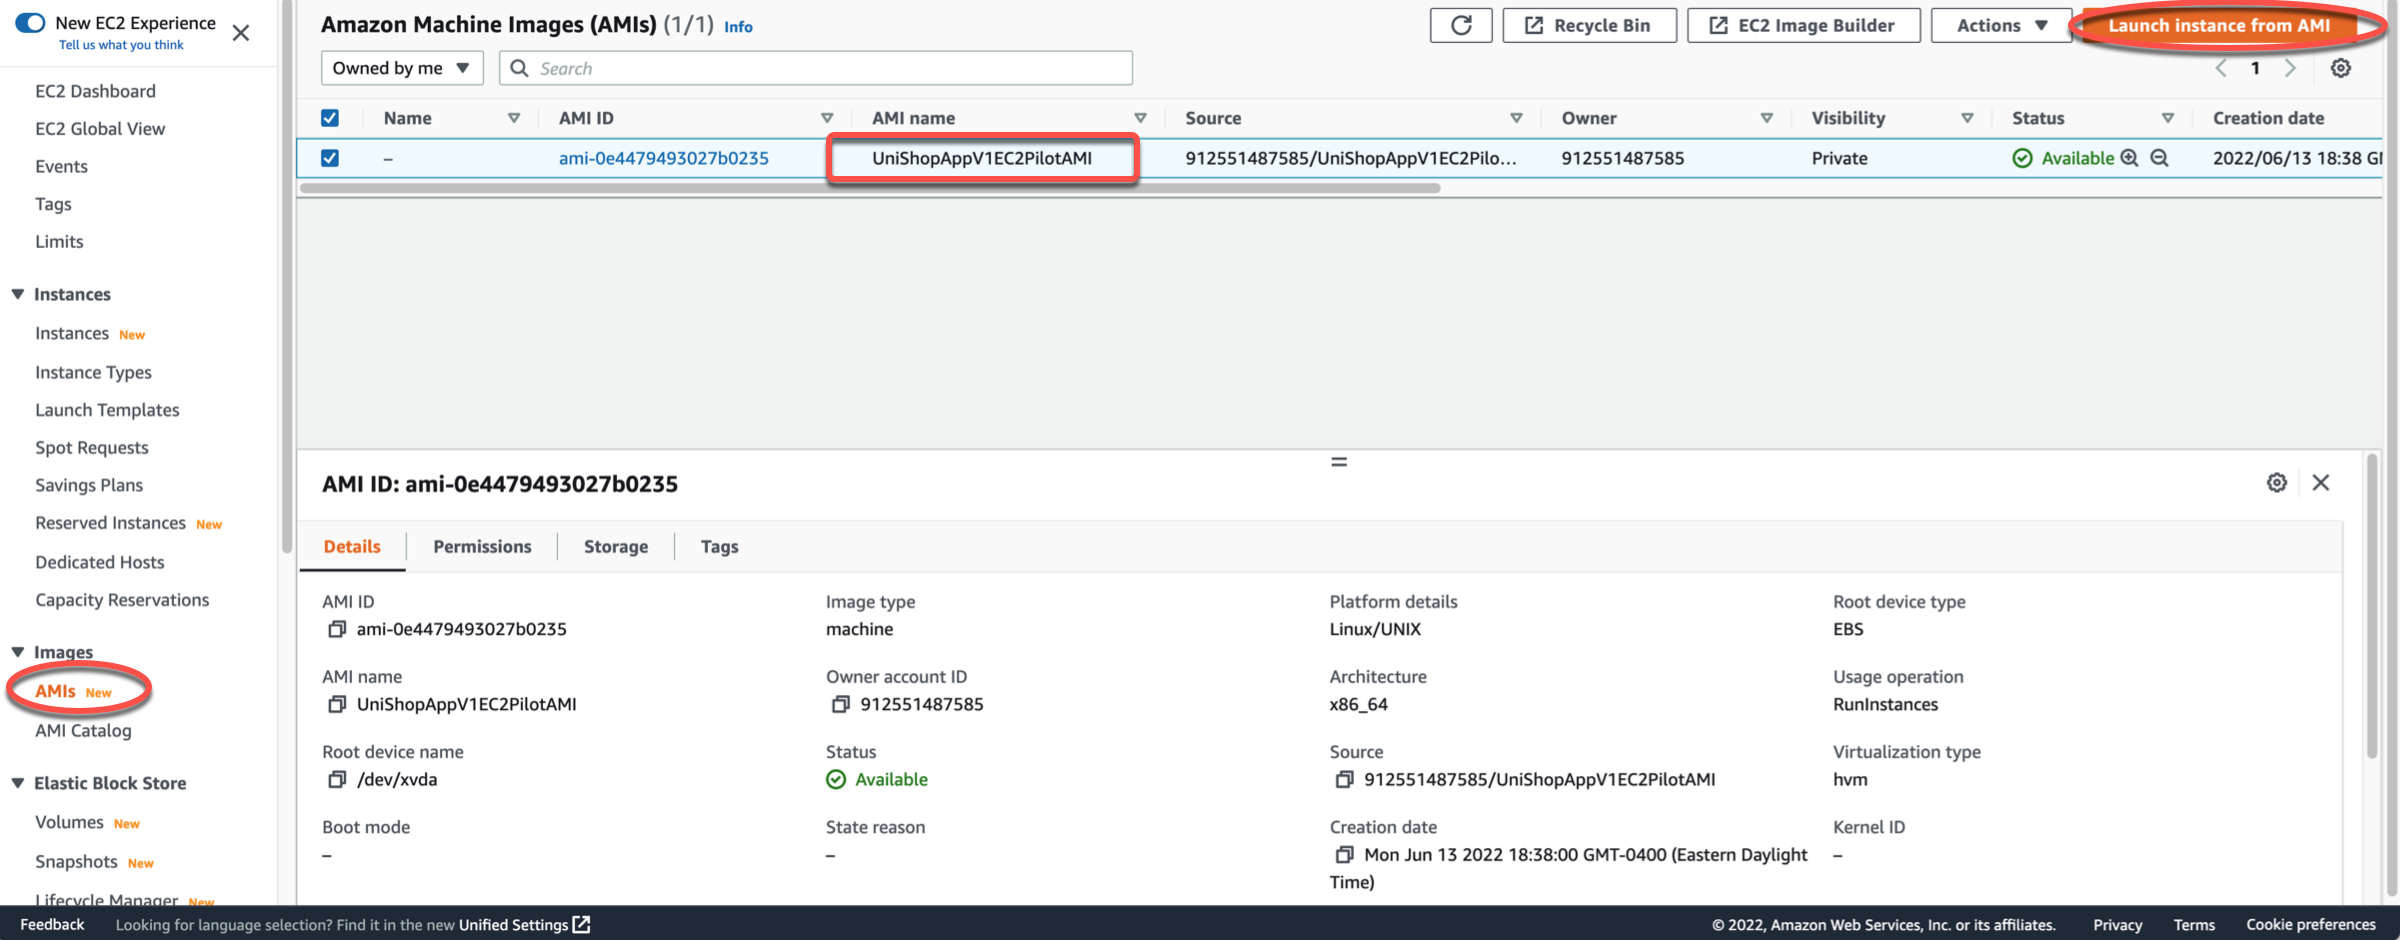 New EC2 Experience
Tell us what you think
EC2 Dashboard
EC2 Global View
Events
Tags
Limits
Instances
Instances New
Instance Types
Launch Templates
Spot Requests
Savings Plans
Reserved Instances New
Dedicated Hosts
Capacity Reservations
Images
AMIs New
AMI Catalog
Elastic Block Store
Volumes New
Snapshots New
Lifecycle Manager New
Amazon Machine Images (AMIs) (1/1) Info
Recycle Bin
EC2 Image Builder
Actions
Launch instance from AMI
Owned by me
Search
1
Name AMI ID AMI name Source Owner Visibility Status Creation date
– ami-0e4479493027b0235 UniShopAppV1EC2PilotAMI 912551487585/UniShopAppV1EC2Pilo... 912551487585 Private Available 2022/06/13 18:38 GM
AMI ID: ami-0e4479493027b0235
Details Permissions Storage Tags
AMI ID Image type Platform details Root device type
ami-0e4479493027b0235 machine Linux/UNIX EBS
AMI name Owner account ID Architecture Usage operation
UniShopAppV1EC2PilotAMI 912551487585 x86_64 RunInstances
Root device name Status Source Virtualization type
/dev/xvda Available 912551487585/UniShopAppV1EC2PilotAMI hvm
Boot mode State reason Creation date Kernel ID
– – Mon Jun 13 2022 18:38:00 GMT-0400 (Eastern Daylight –
Time)
Feedback Looking for language selection? Find it in the new Unified Settings © 2022, Amazon Web Services, Inc. or its affiliates. Privacy Terms Cookie preferences